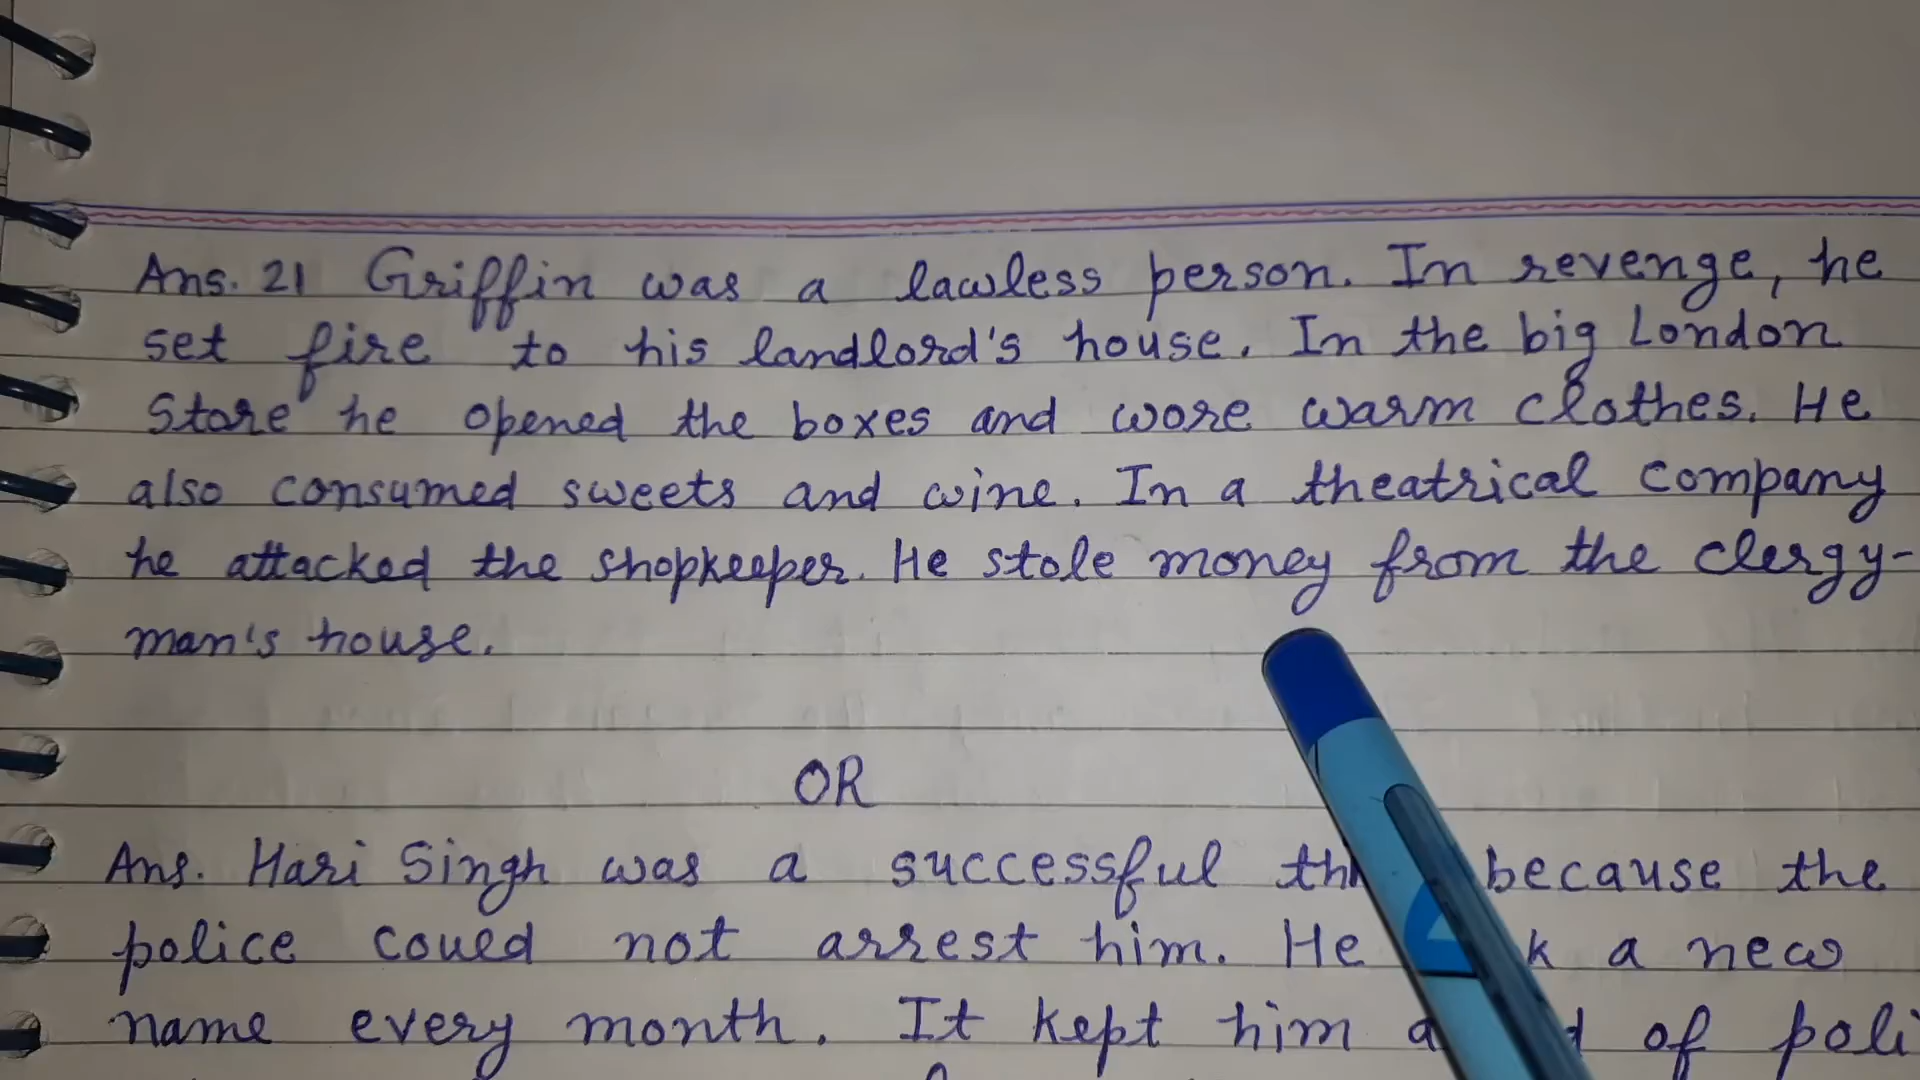 Ans. 21 Griffin was a lawless person. In revenge, he
set fire to his landlord's house. In the big London
Store he opened the boxes and wore warm clothes. He
also consumed sweets and wine. In a theatrical company
he attacked the shopkeeper. He stole money from the clergy-
man's house.
OR
Ans. Hari Singh was a successful because the
police could not arrest him. He a new
name every month. It kept him of